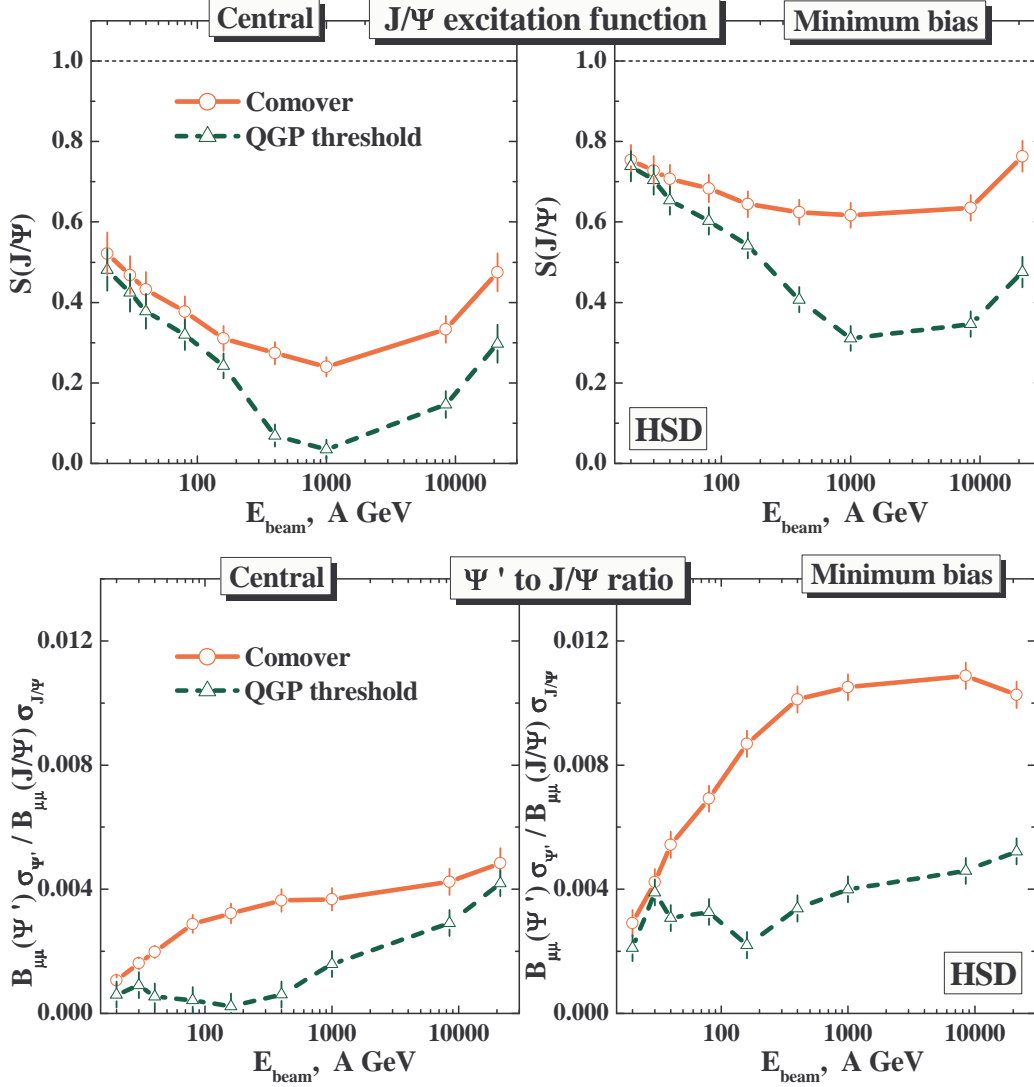 Central
J/Ψ excitation function
Minimum bias
1.0
0.8
0.6
0.4
0.2
0.0
S(J/Ψ)
Comover
QGP threshold
100 1000 10000
E_beam, A GeV
1.0
0.8
0.6
0.4
0.2
0.0
S(J/Ψ)
HSD
100 1000 10000
E_beam, A GeV
Central
Ψ ' to J/Ψ ratio
Minimum bias
0.012
0.008
0.004
0.000
B_μμ(Ψ ') σ_Ψ' / B_μμ(J/Ψ) σ_J/Ψ
Comover
QGP threshold
100 1000 10000
E_beam, A GeV
0.012
0.008
0.004
0.000
B_μμ(Ψ ') σ_Ψ' / B_μμ(J/Ψ) σ_J/Ψ
HSD
100 1000 10000
E_beam, A GeV